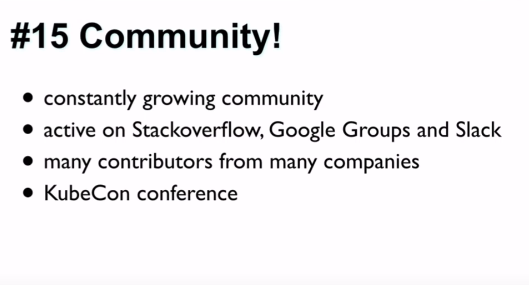 #15 Community!
• constantly growing community
• active on Stackoverflow, Google Groups and Slack
• many contributors from many companies
• KubeCon conference